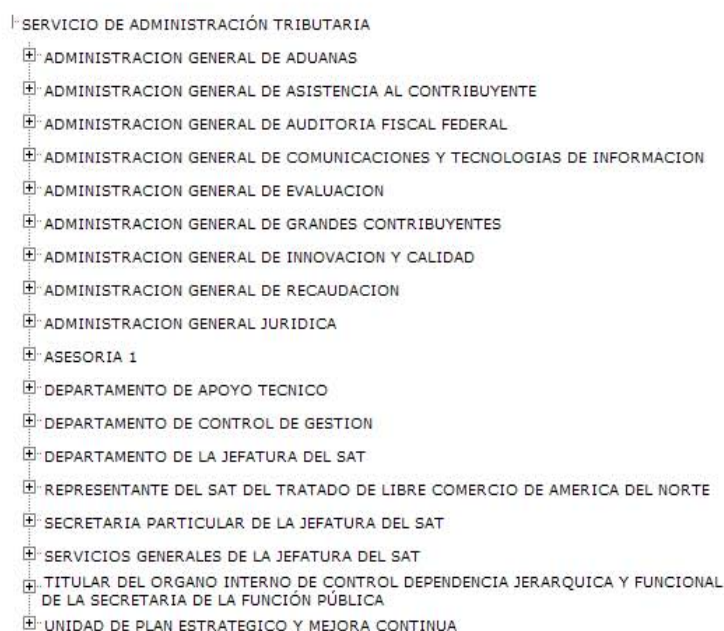 SERVICIO DE ADMINISTRACIÓN TRIBUTARIA
ADMINISTRACION GENERAL DE ADUANAS
ADMINISTRACION GENERAL DE ASISTENCIA AL CONTRIBUYENTE
ADMINISTRACION GENERAL DE AUDITORIA FISCAL FEDERAL
ADMINISTRACION GENERAL DE COMUNICACIONES Y TECNOLOGIAS DE INFORMACION
ADMINISTRACION GENERAL DE EVALUACION
ADMINISTRACION GENERAL DE GRANDES CONTRIBUYENTES
ADMINISTRACION GENERAL DE INNOVACION Y CALIDAD
ADMINISTRACION GENERAL DE RECAUDACION
ADMINISTRACION GENERAL JURIDICA
ASESORIA 1
DEPARTAMENTO DE APOYO TECNICO
DEPARTAMENTO DE CONTROL DE GESTION
DEPARTAMENTO DE LA JEFATURA DEL SAT
REPRESENTANTE DEL SAT DEL TRATADO DE LIBRE COMERCIO DE AMERICA DEL NORTE
SECRETARIA PARTICULAR DE LA JEFATURA DEL SAT
SERVICIOS GENERALES DE LA JEFATURA DEL SAT
TITULAR DEL ORGANO INTERNO DE CONTROL DEPENDENCIA JERARQUICA Y FUNCIONAL
DE LA SECRETARIA DE LA FUNCIÓN PÚBLICA
UNIDAD DE PLAN ESTRATEGICO Y MEJORA CONTINUA